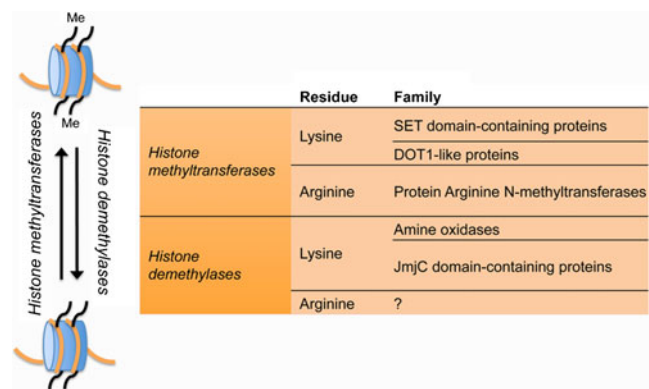 Me
Me
Histone methyltransferases
Histone demethylases
Residue Family
Histone methyltransferases
Lysine
SET domain-containing proteins
DOT1-like proteins
Arginine Protein Arginine N-methyltransferases
Histone demethylases
Lysine
Amine oxidases
JmjC domain-containing proteins
Arginine ?